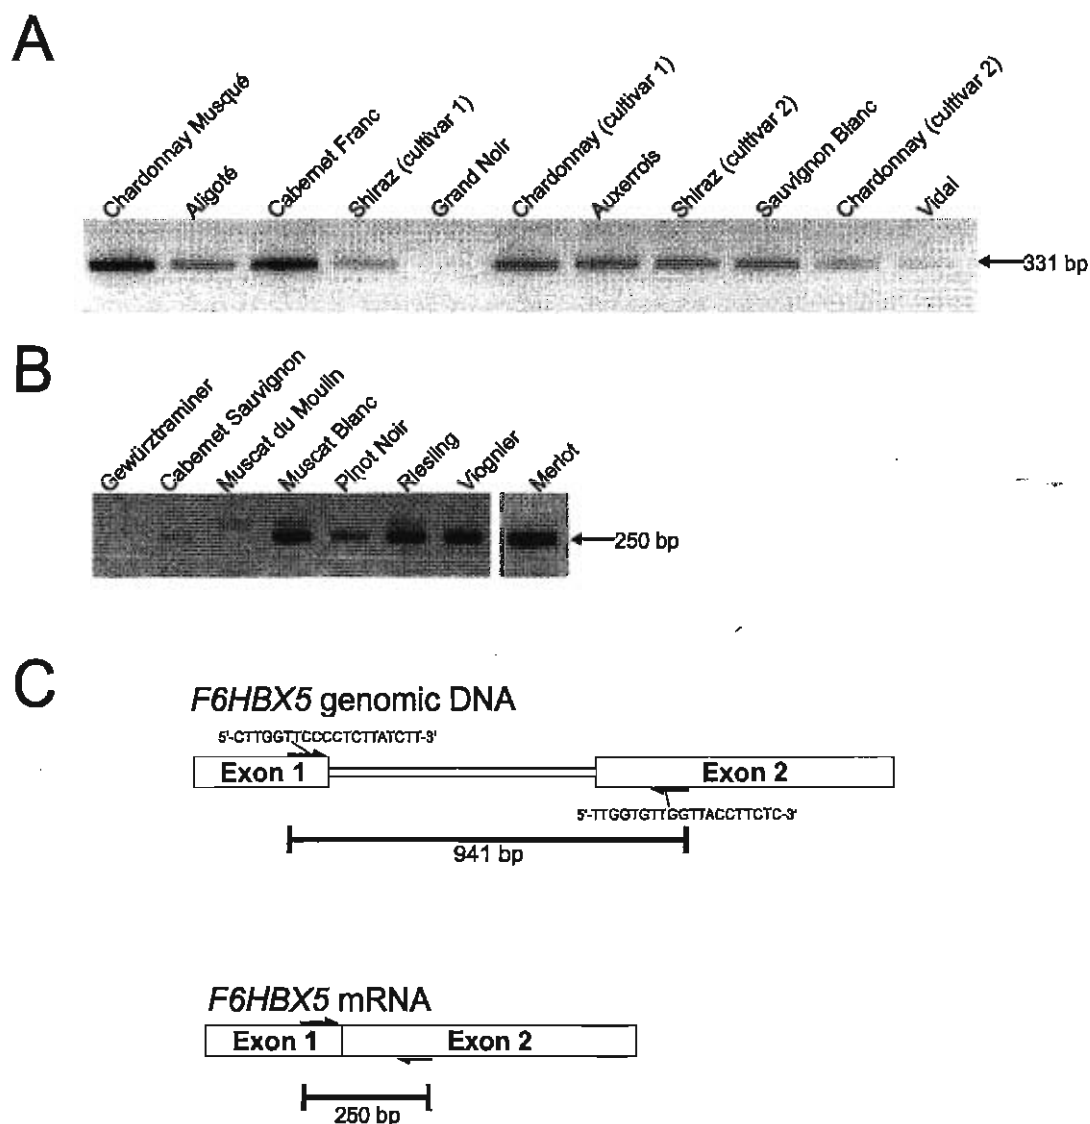 A
Chardonnay Musqué
Aligoté
Cabernet Franc
Shiraz (cultivar 1)
Grand Noir
Chardonnay (cultivar 1)
Auxerrois
Shiraz (cultivar 2)
Sauvignon Blanc
Chardonnay (cultivar 2)
Vidal
331 bp
B
Gewürztraminer
Cabernet Sauvignon
Muscat du Moulin
Muscat Blanc
Pinot Noir
Riesling
Viognier
Merlot
250 bp
C
F6HBX5 genomic DNA
5'-CTTGGTTCCCCTCTTATCTT-3'
Exon 1
Exon 2
5'-TTGGTGTTGGTTACCTTCTC-3'
941 bp
F6HBX5 mRNA
Exon 1
Exon 2
250 bp